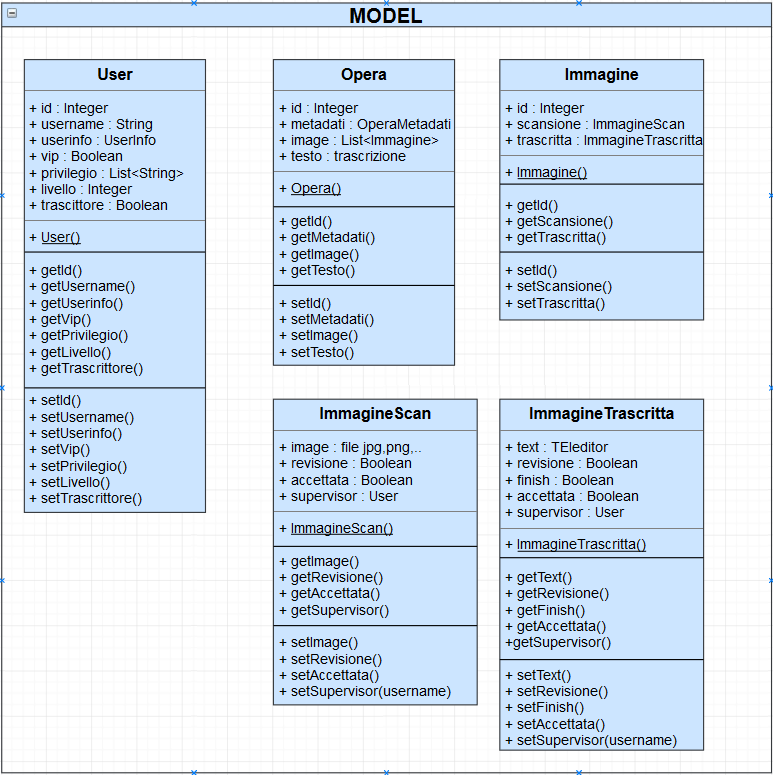 MODEL
User
+ id : Integer
+ username : String
+ userinfo : UserInfo
+ vip : Boolean
+ privilegio : List<String>
+ livello : Integer
+ trascittore : Boolean
+ User()
+ getId()
+ getUsername()
+ getUserinfo()
+ getVip()
+ getPrivilegio()
+ getLivello()
+ getTrascrittore()
+ setId()
+ setUsername()
+ setUserinfo()
+ setVip()
+ setPrivilegio()
+ setLivello()
+ setTrascrittore()
Opera
+ id : Integer
+ metadati : OperaMetadati
+ image : List<Immagine>
+ testo : trascrizione
+ Opera()
+ getId()
+ getMetadati()
+ getImage()
+ getTesto()
+ setId()
+ setMetadati()
+ setImage()
+ setTesto()
Immagine
+ id : Integer
+ scansione : ImmagineScan
+ trascritta : ImmagineTrascritta
+ Immagine()
+ getId()
+ getScansione()
+ getTrascritta()
+ setId()
+ setScansione()
+ setTrascritta()
ImmagineScan
+ image : file jpg,png,..
+ revisione : Boolean
+ accettata : Boolean
+ supervisor : User
+ ImmagineScan()
+ getImage()
+ getRevisione()
+ getAccettata()
+ getSupervisor()
+ setImage()
+ setRevisione()
+ setAccettata()
+ setSupervisor(username)
ImmagineTrascritta
+ text : TEIeditor
+ revisione : Boolean
+ finish : Boolean
+ accettata : Boolean
+ supervisor : User
+ ImmagineTrascritta()
+ getText()
+ getRevisione()
+ getFinish()
+ getAccettata()
+getSupervisor()
+ setText()
+ setRevisione()
+ setFinish()
+ setAccettata()
+ setSupervisor(username)